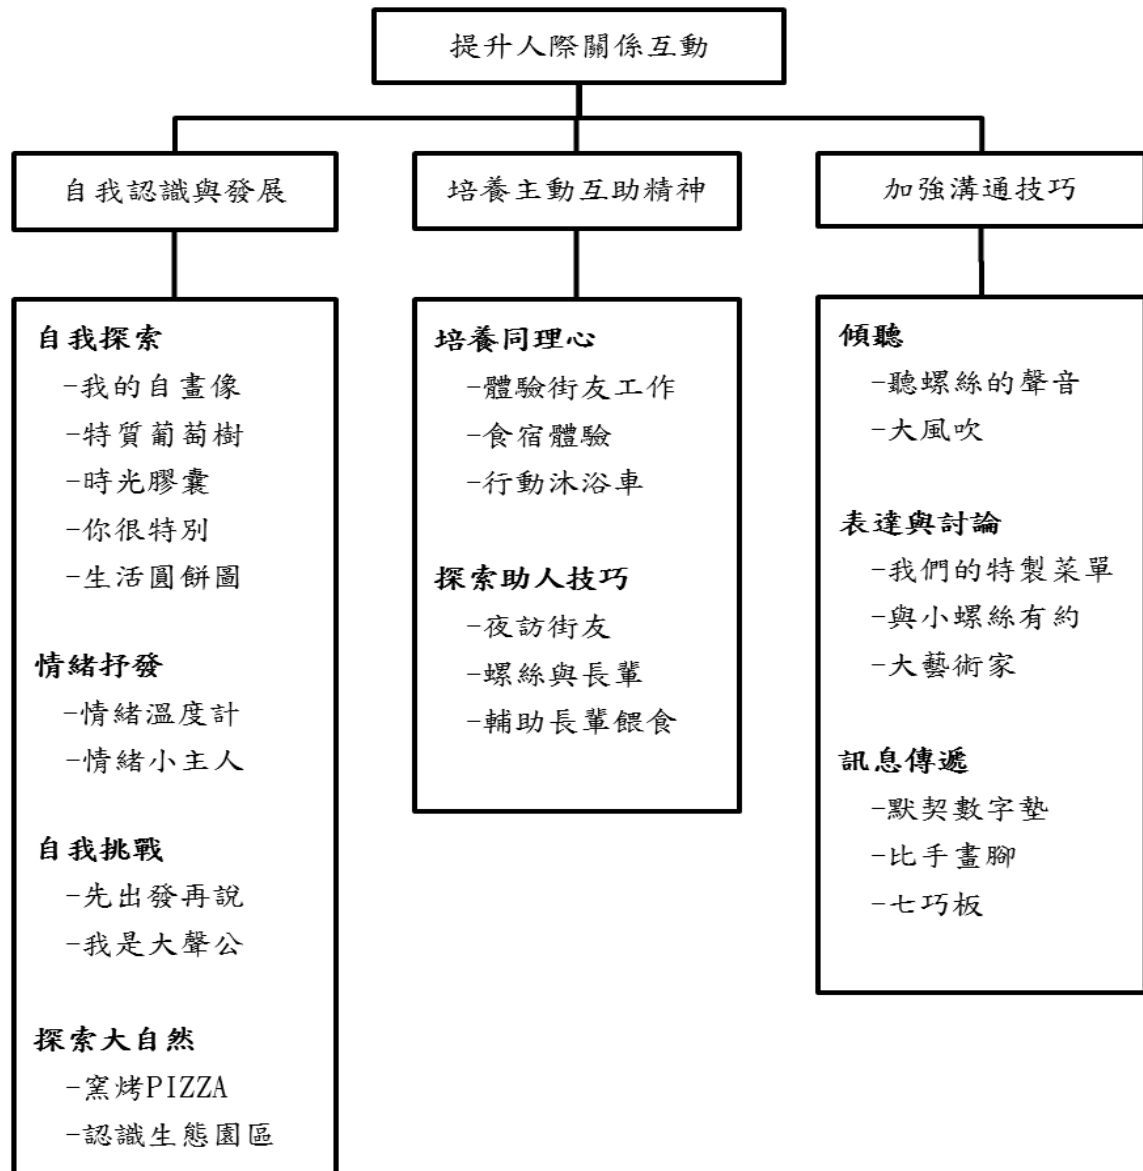 提升人際關係互動
自我認識與發展
自我探索
-我的自畫像
-特質葡萄樹
-時光膠囊
-你很特別
-生活圓餅圖
情緒抒發
-情緒溫度計
-情緒小主人
自我挑戰
-先出發再說
-我是大聲公
探索大自然
-窯烤PIZZA
-認識生態園區
培養主動互助精神
培養同理心
-體驗街友工作
-食宿體驗
-行動沐浴車
探索助人技巧
-夜訪街友
-螺絲與長輩
-輔助長輩餵食
加強溝通技巧
傾聽
-聽螺絲的聲音
-大風吹
表達與討論
-我們的特製菜單
-與小螺絲有約
-大藝術家
訊息傳遞
-默契數字墊
-比手畫腳
-七巧板